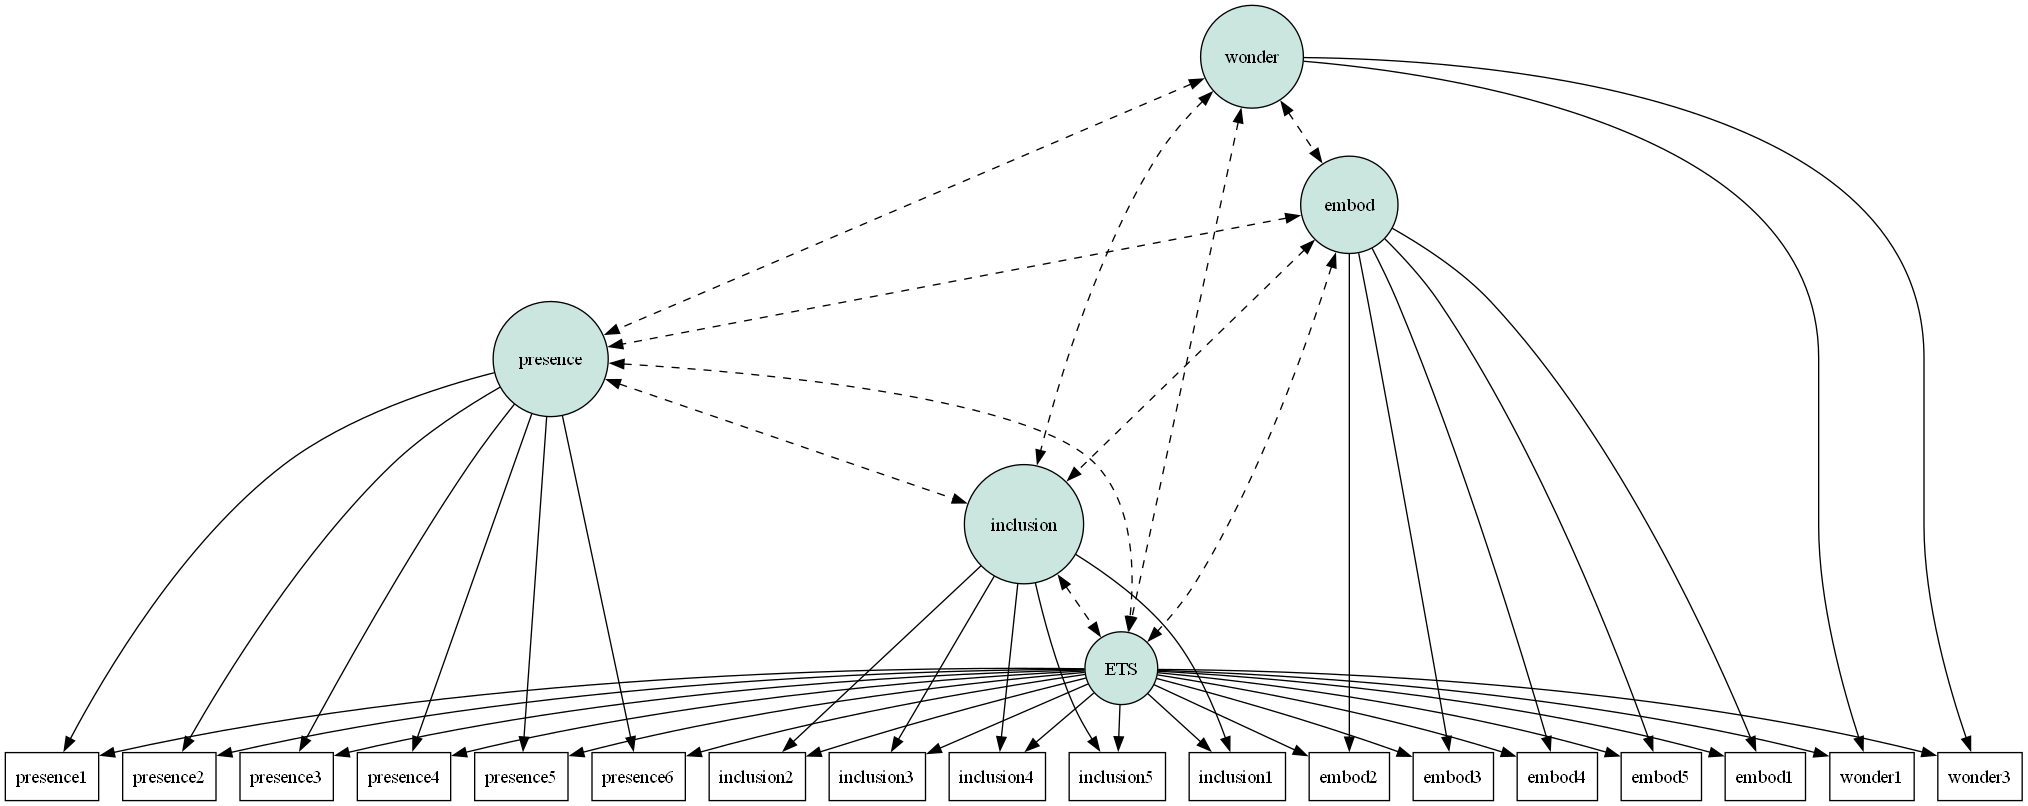 wonder
embod
presence
inclusion
ETS
presence1 presence2 presence3 presence4 presence5 presence6 inclusion2 inclusion3 inclusion4 inclusion5 inclusion1 embod2 embod3 embod4 embod5 embod1 wonder1 wonder3